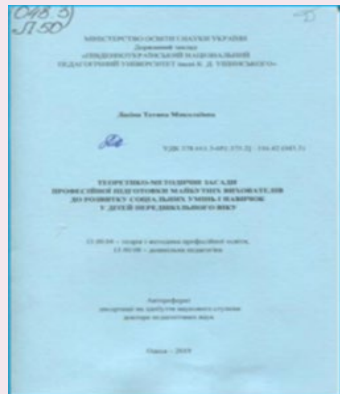 МІНІСТЕРСТВО ОСВІТИ І НАУКИ УКРАЇНИ
Державний заклад
«ПІВДЕННОУКРАЇНСЬКИЙ НАЦІОНАЛЬНИЙ
ПЕДАГОГІЧНИЙ УНІВЕРСИТЕТ імені К. Д. УШИНСЬКОГО»
Тетяна Миколаївна
УДК
ТЕОРЕТИКО-МЕТОДИЧНІ ЗАСАДИ
ПРОФЕСІЙНОЇ ПІДГОТОВКИ МАЙБУТНІХ ВИХОВАТЕЛІВ
ДО РОЗВИТКУ СОЦІАЛЬНИХ УМІНЬ І НАВИЧОК
У ДІТЕЙ ПЕРЕДШКІЛЬНОГО ВІКУ
13.00.04 – теорія і методика професійної освіти,
13.00.08 – дошкільна педагогіка
Автореферат
дисертації на здобуття наукового ступеня
доктора педагогічних наук
Одеса – 2019